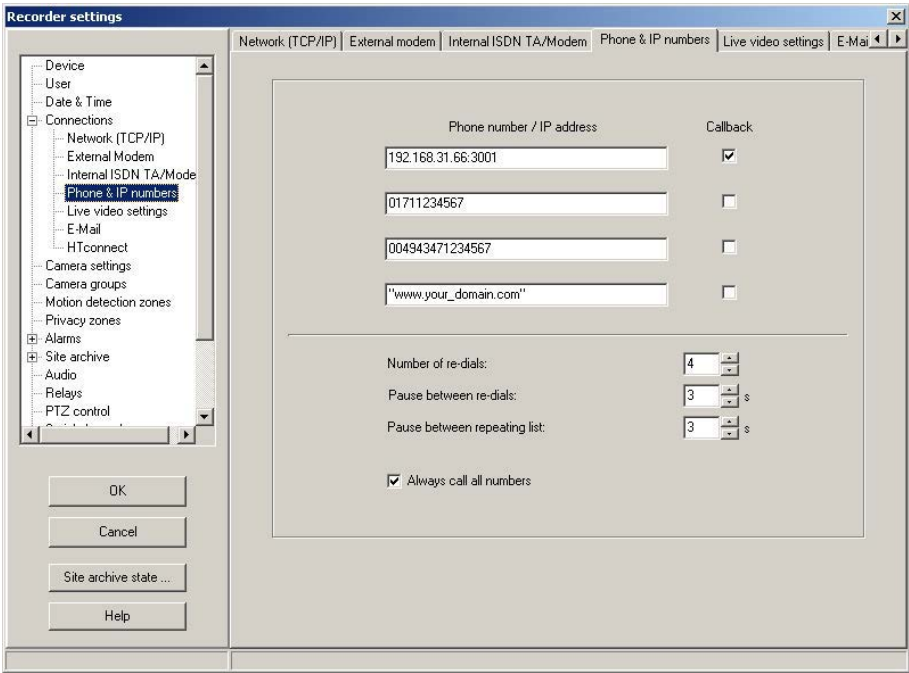 Recorder settings
Network (TCP/IP) External modem Internal ISDN TA/Modem Phone & IP numbers Live video settings E-Mai
Device
User
Date & Time
Connections
Network (TCP/IP)
External Modem
Internal ISDN TA/Mode
Phone & IP numbers
Live video settings
E-Mail
HTconnect
Camera settings
Camera groups
Motion detection zones
Privacy zones
Alarms
Site archive
Audio
Relays
PTZ control
OK
Cancel
Site archive state ...
Help
Phone number / IP address Callback
192.168.31.66:3001
01711234567
004943471234567
"www.your_domain.com"
Number of re-dials: 4
Pause between re-dials: 3 s
Pause between repeating list: 3 s
Always call all numbers